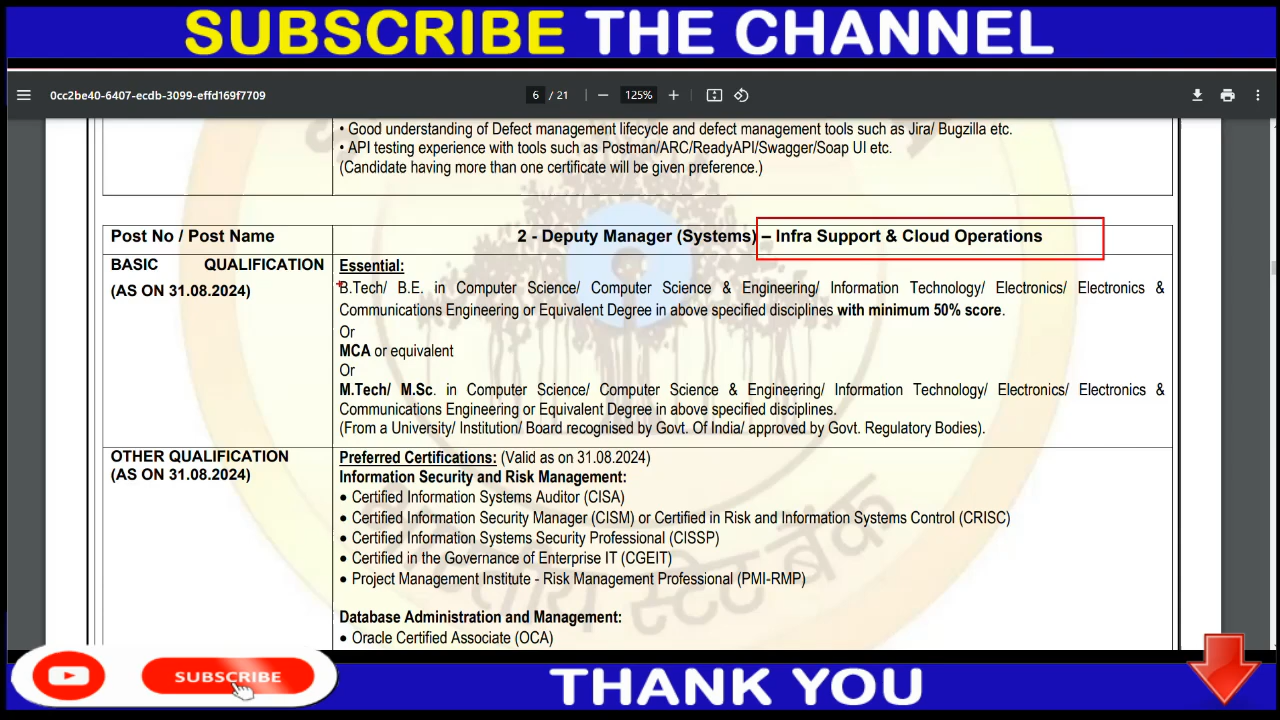 SUBSCRIBE THE CHANNEL
0cc2be40-6407-ecdb-3099-effd169f7709
6 / 21
125%
• Good understanding of Defect management lifecycle and defect management tools such as Jira/ Bugzilla etc.
• API testing experience with tools such as Postman/ARC/ReadyAPI/Swagger/Soap UI etc.
(Candidate having more than one certificate will be given preference.)
Post No / Post Name
2 - Deputy Manager (Systems) – Infra Support & Cloud Operations
BASIC QUALIFICATION
(AS ON 31.08.2024)
Essential:
B.Tech/ B.E. in Computer Science/ Computer Science & Engineering/ Information Technology/ Electronics/ Electronics &
Communications Engineering or Equivalent Degree in above specified disciplines with minimum 50% score.
Or
MCA or equivalent
Or
M.Tech/ M.Sc. in Computer Science/ Computer Science & Engineering/ Information Technology/ Electronics/ Electronics &
Communications Engineering or Equivalent Degree in above specified disciplines.
(From a University/ Institution/ Board recognised by Govt. Of India/ approved by Govt. Regulatory Bodies).
OTHER QUALIFICATION
(AS ON 31.08.2024)
Preferred Certifications: (Valid as on 31.08.2024)
Information Security and Risk Management:
• Certified Information Systems Auditor (CISA)
• Certified Information Security Manager (CISM) or Certified in Risk and Information Systems Control (CRISC)
• Certified Information Systems Security Professional (CISSP)
• Certified in the Governance of Enterprise IT (CGEIT)
• Project Management Institute - Risk Management Professional (PMI-RMP)
Database Administration and Management:
• Oracle Certified Associate (OCA)
SUBSCRIBE
THANK YOU